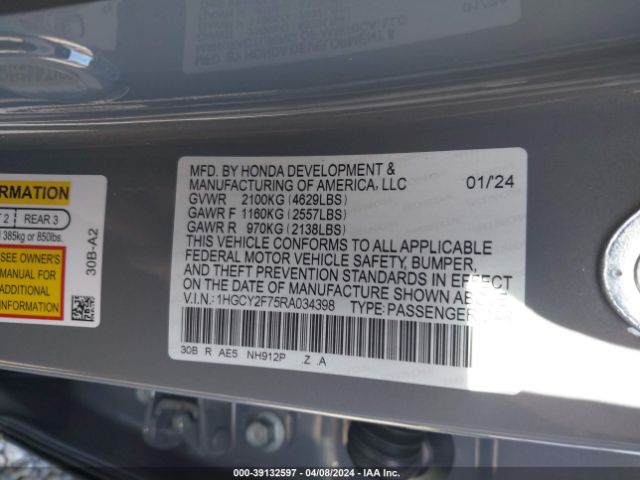 MFD. BY HONDA DEVELOPMENT &
MANUFACTURING OF AMERICA, LLC 01/24
GVWR 2100KG (4629LBS)
GAWR F 1160KG (2557LBS)
GAWR R 970KG (2138LBS)
THIS VEHICLE CONFORMS TO ALL APPLICABLE
FEDERAL MOTOR VEHICLE SAFETY, BUMPER,
AND THEFT PREVENTION STANDARDS IN EFFECT
ON THE DATE OF MANUFACTURE SHOWN ABOVE.
V.I.N.: 1HGCY2F75RA034398 TYPE: PASSENGER CAR
30B R AE5 NH912P .Z .A
REAR 3
385kg or 850lbs.
SEE OWNER'S
MANUAL FOR
ADDITIONAL
30B-A2
000-39132597 - 04/08/2024 - IAA Inc.